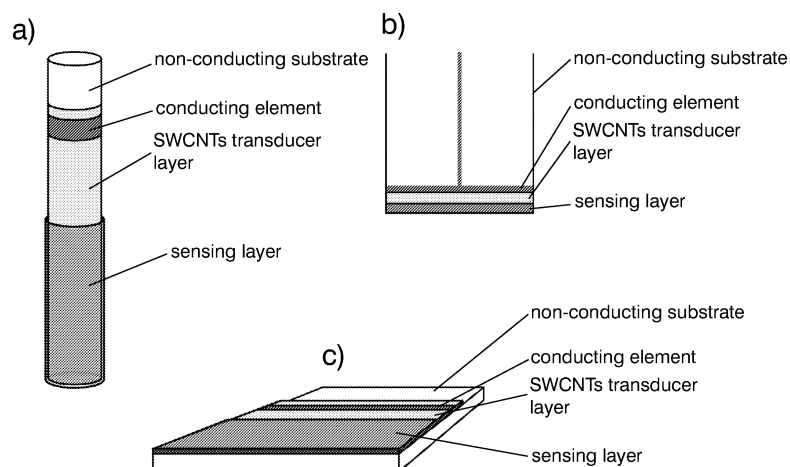 a)
non-conducting substrate
conducting element
SWCNTs transducer
layer
sensing layer
b)
non-conducting substrate
conducting element
SWCNTs transducer
layer
sensing layer
c)
non-conducting substrate
conducting element
SWCNTs transducer
layer
sensing layer